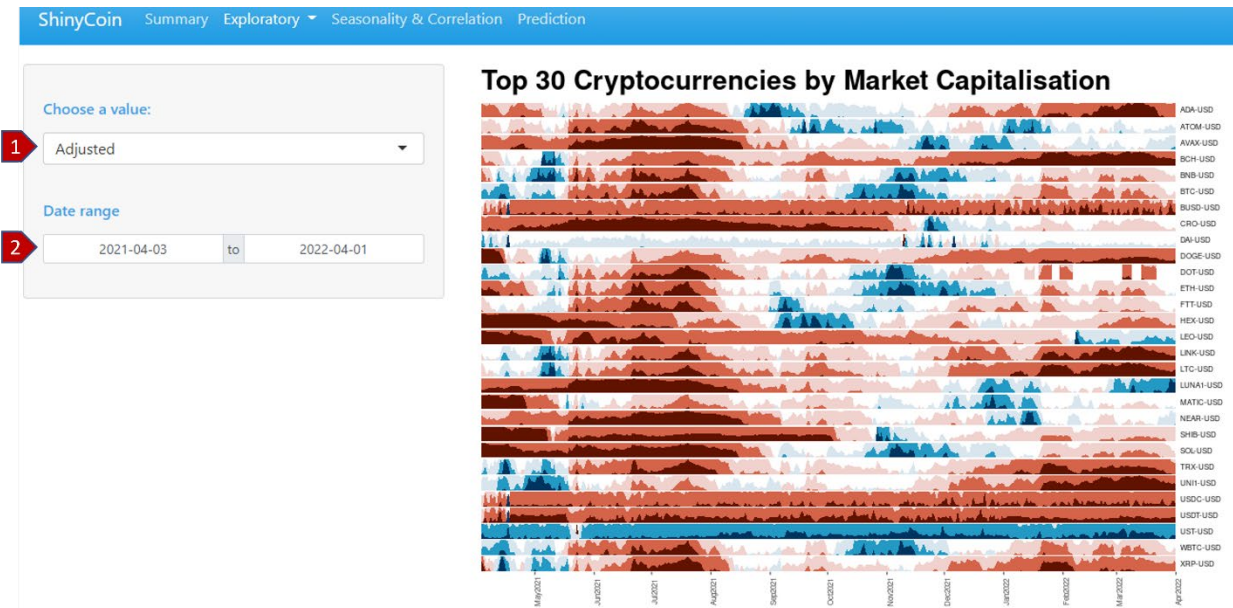 ShinyCoin Summary Exploratory Seasonality & Correlation Prediction
Choose a value:
1
Adjusted
Date range
2
2021-04-03 to 2022-04-01
Top 30 Cryptocurrencies by Market Capitalisation
ADA-USD
ATOM-USD
AVAX-USD
BCH-USD
BNB-USD
BTC-USD
BUSD-USD
CRO-USD
DAI-USD
DOGE-USD
DOT-USD
ETH-USD
FTT-USD
HEX-USD
LEO-USD
LINK-USD
LTC-USD
LUNA1-USD
MATIC-USD
NEAR-USD
SHIB-USD
SOL-USD
TRX-USD
UNI1-USD
USDC-USD
USDT-USD
UST-USD
WBTC-USD
XRP-USD
May2021 Jun2021 Jul2021 Aug2021 Sep2021 Oct2021 Nov2021 Dec2021 Jan2022 Feb2022 Mar2022 Apr2022